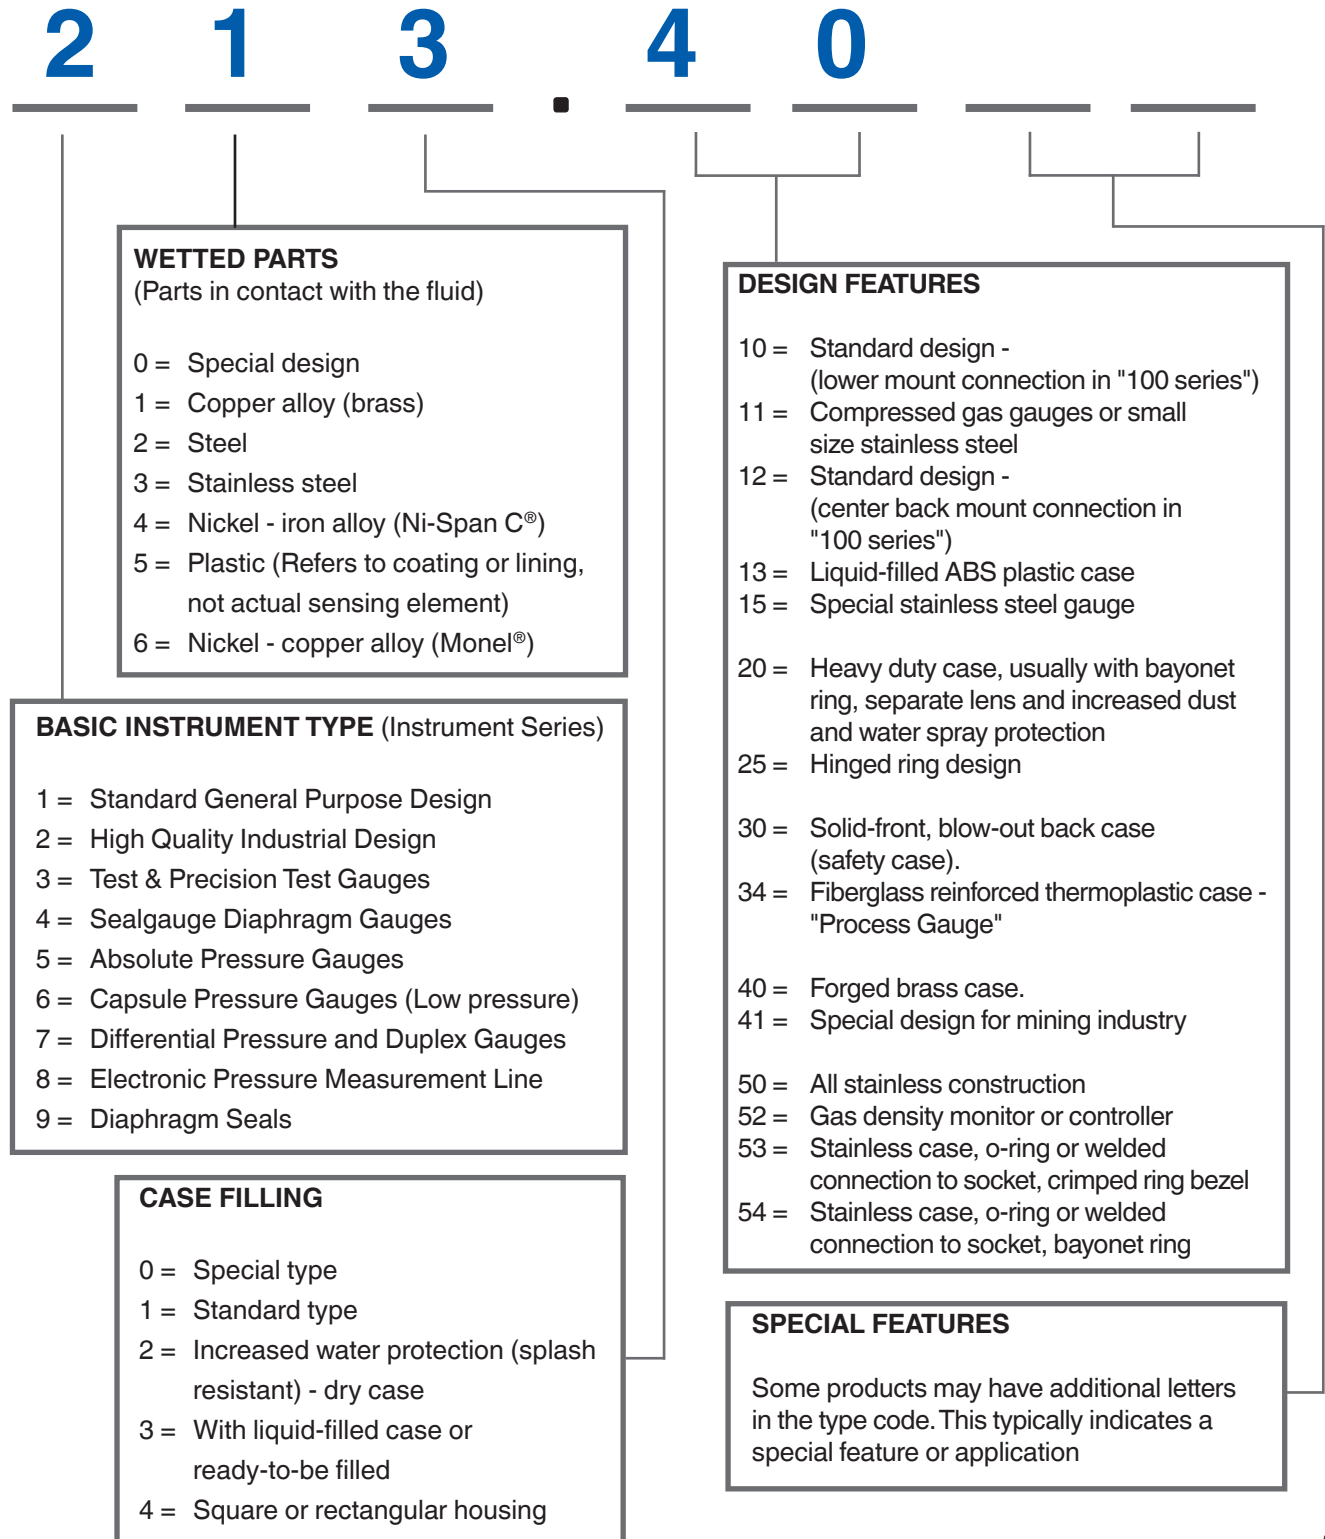 2 1 3 . 4 0
WETTED PARTS
(Parts in contact with the fluid)
0 = Special design
1 = Copper alloy (brass)
2 = Steel
3 = Stainless steel
4 = Nickel - iron alloy (Ni-Span C®)
5 = Plastic (Refers to coating or lining,
not actual sensing element)
6 = Nickel - copper alloy (Monel®)
BASIC INSTRUMENT TYPE (Instrument Series)
1 = Standard General Purpose Design
2 = High Quality Industrial Design
3 = Test & Precision Test Gauges
4 = Sealgauge Diaphragm Gauges
5 = Absolute Pressure Gauges
6 = Capsule Pressure Gauges (Low pressure)
7 = Differential Pressure and Duplex Gauges
8 = Electronic Pressure Measurement Line
9 = Diaphragm Seals
CASE FILLING
0 = Special type
1 = Standard type
2 = Increased water protection (splash
resistant) - dry case
3 = With liquid-filled case or
ready-to-be filled
4 = Square or rectangular housing
DESIGN FEATURES
10 = Standard design -
(lower mount connection in "100 series")
11 = Compressed gas gauges or small
size stainless steel
12 = Standard design -
(center back mount connection in
"100 series")
13 = Liquid-filled ABS plastic case
15 = Special stainless steel gauge
20 = Heavy duty case, usually with bayonet
ring, separate lens and increased dust
and water spray protection
25 = Hinged ring design
30 = Solid-front, blow-out back case
(safety case).
34 = Fiberglass reinforced thermoplastic case -
"Process Gauge"
40 = Forged brass case.
41 = Special design for mining industry
50 = All stainless construction
52 = Gas density monitor or controller
53 = Stainless case, o-ring or welded
connection to socket, crimped ring bezel
54 = Stainless case, o-ring or welded
connection to socket, bayonet ring
SPECIAL FEATURES
Some products may have additional letters
in the type code. This typically indicates a
special feature or application